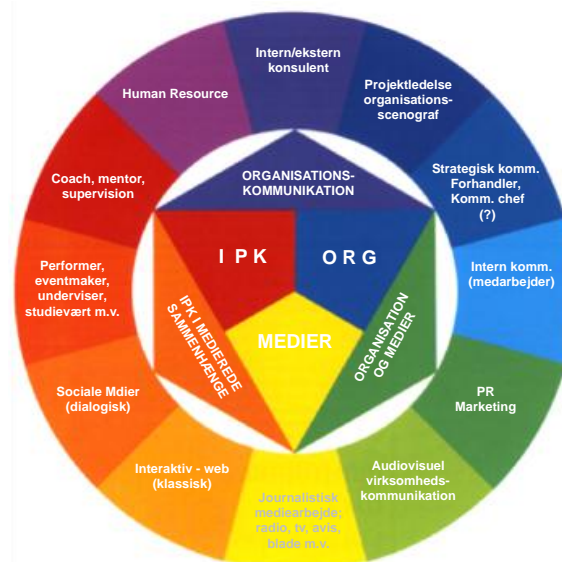 Intern/ekstern
konsulent
Projektledelse
organisations-
scenograf
Strategisk komm.
Forhandler,
Komm. chef
(?)
Intern komm.
(medarbejder)
PR
Marketing
Audiovisuel
virksomheds-
kommunikation
Journalistisk
mediearbejde;
radio, tv, avis,
blade m.v.
Interaktiv - web
(klassisk)
Sociale Mdier
(dialogisk)
Performer,
eventmaker,
underviser,
studievært m.v.
Coach, mentor,
supervision
Human Resource
ORGANISATIONS-
KOMMUNIKATION
I P K
O R G
MEDIER
IPK I MEDIEREDE
SAMMENHÆNGE
ORGANISATION
OG MEDIER